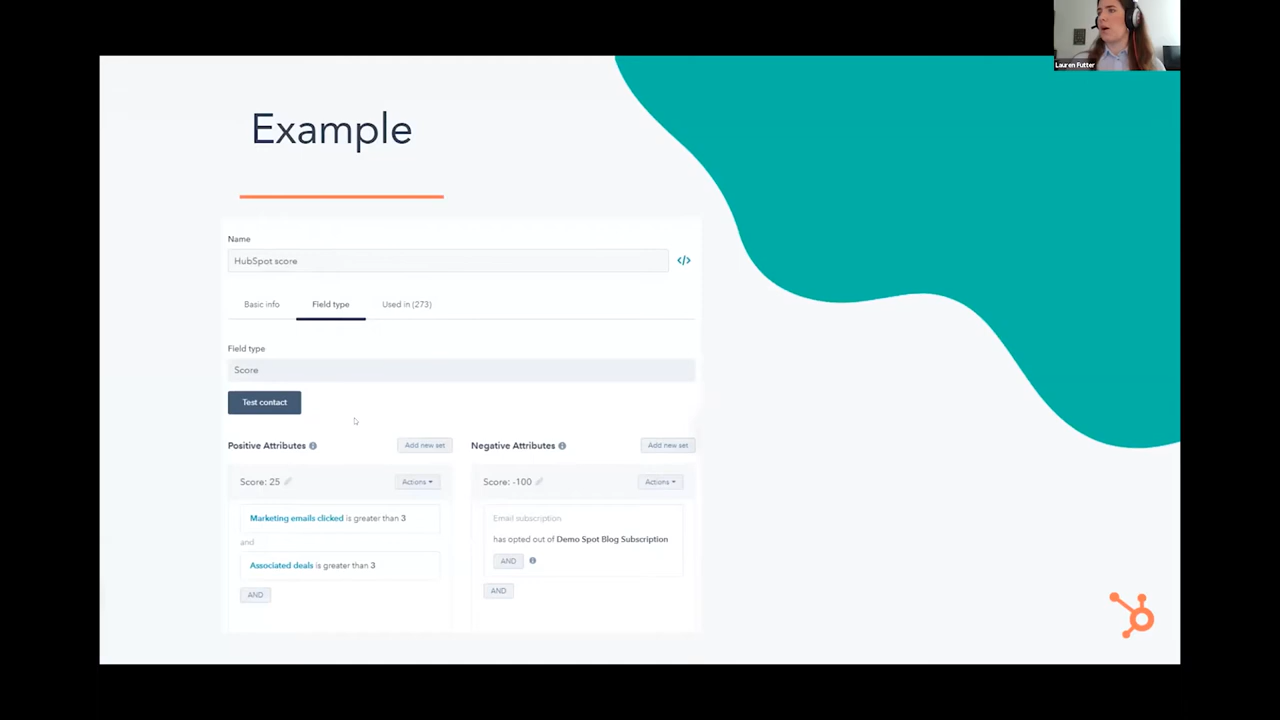 Lauren Futter
Example
Name
HubSpot score
</>
Basic info Field type Used in (273)
Field type
Score
Test contact
Positive Attributes Add new set Negative Attributes Add new set
Score: 25 Actions Score: -100 Actions
Marketing emails clicked is greater than 3
and
Associated deals is greater than 3
AND
Email subscription
has opted out of Demo Spot Blog Subscription
AND
AND